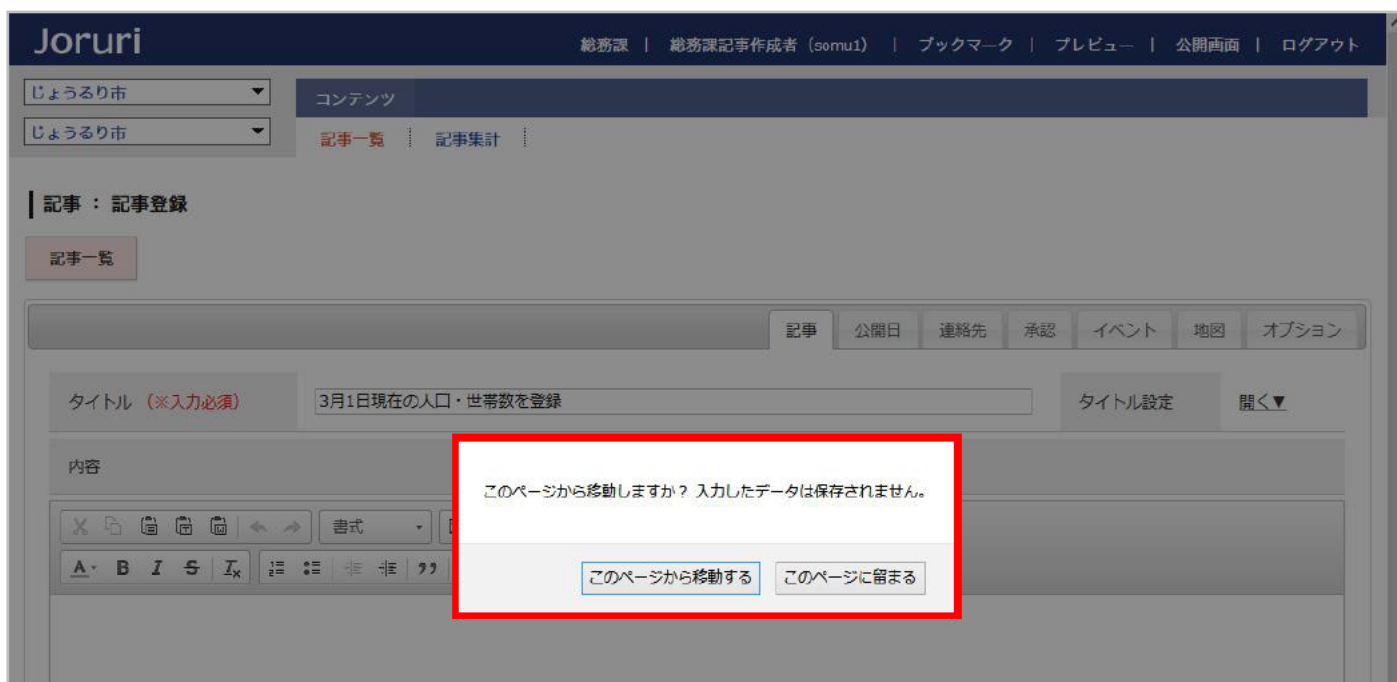 Joruri
総務課 | 総務課記事作成者（somu1） | ブックマーク | プレビュー | 公開画面 | ログアウト
じょうるり市
コンテンツ
じょうるり市
記事一覧 記事集計
記事 ： 記事登録
記事一覧
記事 公開日 連絡先 承認 イベント 地図 オプション
タイトル （※入力必須） 3月1日現在の人口・世帯数を登録 タイトル設定 開く▼
内容
このページから移動しますか？ 入力したデータは保存されません。
書式
A B I S Ix
このページから移動する このページに留まる